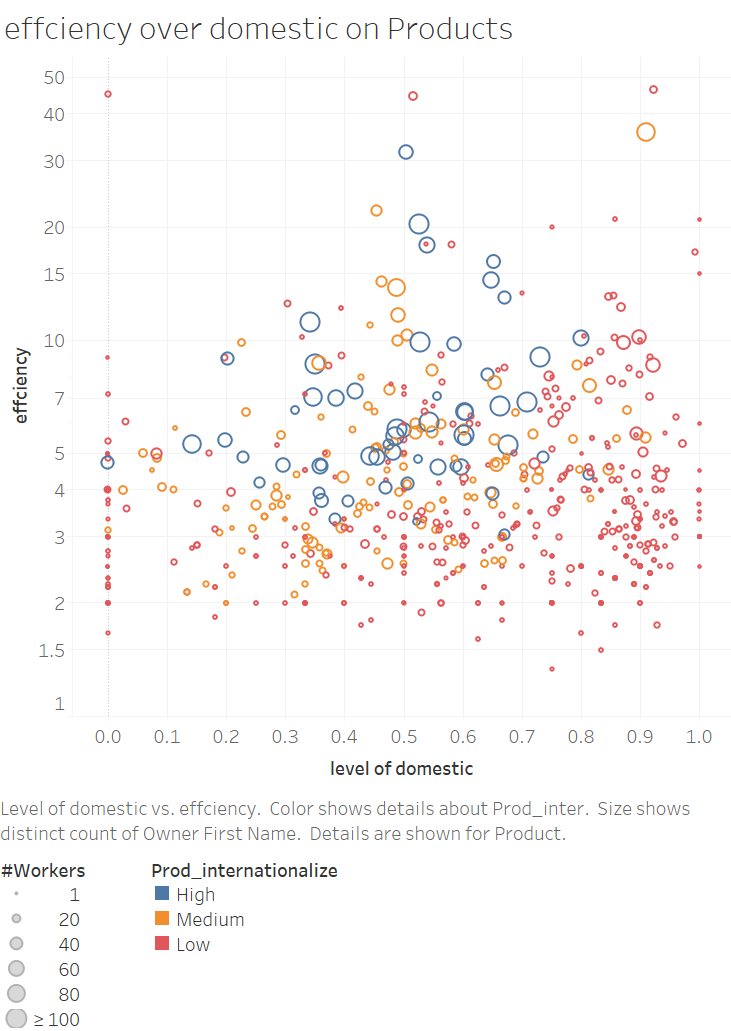 effciency over domestic on Products
50
40
30
20
15
10
7
5
4
3
2
1.5
1
effciency
0.0 0.1 0.2 0.3 0.4 0.5 0.6 0.7 0.8 0.9 1.0
level of domestic
Level of domestic vs. effciency. Color shows details about Prod_inter. Size shows
distinct count of Owner First Name. Details are shown for Product.
#Workers
1
20
40
60
80
≥ 100
Prod_internationalize
High
Medium
Low